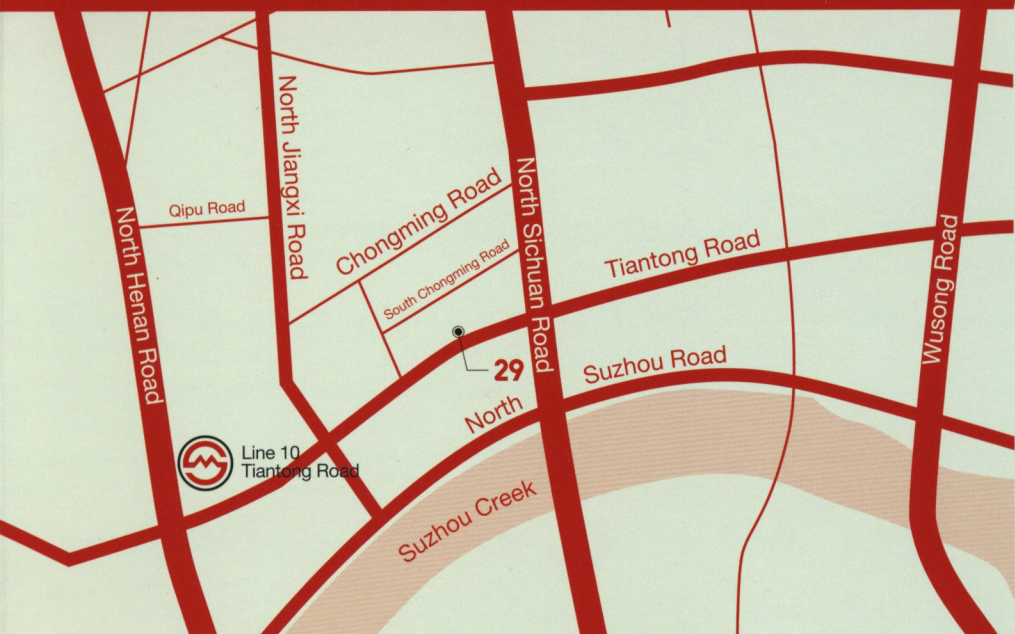 North Jiangxi Road
North Sichuan Road
Chongming Road
Qipu Road
North Henan Road
South Chongming Road
Tiantong Road
Wusong Road
29
North Suzhou Road
Line 10
Tiantong Road
Suzhou Creek